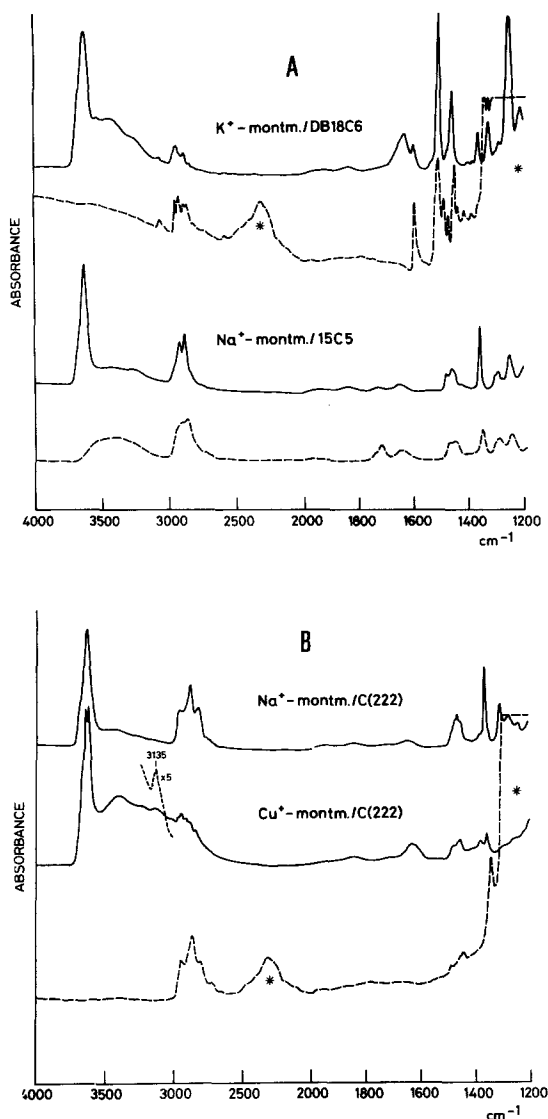 A
K⁺-montm./DB18C6
*
*
Na⁺-montm./15C5
ABSORBANCE
4000 3500 3000 2500 2000 1800 1600 1400 1200
cm⁻¹
B
Na⁺-montm./C(222)
3135
x5
Cu⁺-montm./C(222)
*
*
ABSORBANCE
4000 3500 3000 2500 2000 1800 1600 1400 1200
cm⁻¹